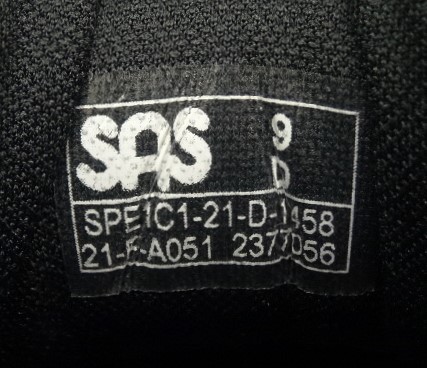 SAS 9
D
SPE1C1-21-D-1458
21-F-A051 2377056